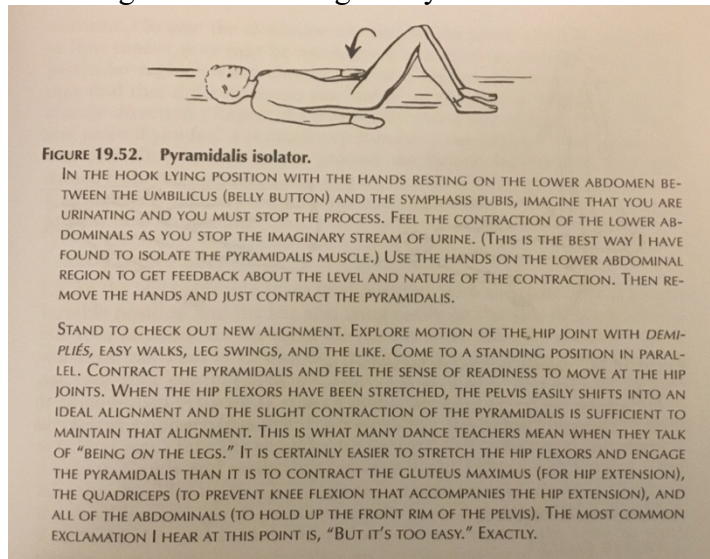 FIGURE 19.52. Pyramidalis isolator.
IN THE HOOK LYING POSITION WITH THE HANDS RESTING ON THE LOWER ABDOMEN BE-
TWEEN THE UMBILICUS (BELLY BUTTON) AND THE SYMPHASIS PUBIS, IMAGINE THAT YOU ARE
URINATING AND YOU MUST STOP THE PROCESS. FEEL THE CONTRACTION OF THE LOWER AB-
DOMINALS AS YOU STOP THE IMAGINARY STREAM OF URINE. (THIS IS THE BEST WAY I HAVE
FOUND TO ISOLATE THE PYRAMIDALIS MUSCLE.) USE THE HANDS ON THE LOWER ABDOMINAL
REGION TO GET FEEDBACK ABOUT THE LEVEL AND NATURE OF THE CONTRACTION. THEN RE-
MOVE THE HANDS AND JUST CONTRACT THE PYRAMIDALIS.
STAND TO CHECK OUT NEW ALIGNMENT. EXPLORE MOTION OF THE HIP JOINT WITH DEMI-
PLIÉS, EASY WALKS, LEG SWINGS, AND THE LIKE. COME TO A STANDING POSITION IN PARAL-
LEL. CONTRACT THE PYRAMIDALIS AND FEEL THE SENSE OF READINESS TO MOVE AT THE HIP
JOINTS. WHEN THE HIP FLEXORS HAVE BEEN STRETCHED, THE PELVIS EASILY SHIFTS INTO AN
IDEAL ALIGNMENT AND THE SLIGHT CONTRACTION OF THE PYRAMIDALIS IS SUFFICIENT TO
MAINTAIN THAT ALIGNMENT. THIS IS WHAT MANY DANCE TEACHERS MEAN WHEN THEY TALK
OF "BEING ON THE LEGS." IT IS CERTAINLY EASIER TO STRETCH THE HIP FLEXORS AND ENGAGE
THE PYRAMIDALIS THAN IT IS TO CONTRACT THE GLUTEUS MAXIMUS (FOR HIP EXTENSION),
THE QUADRICEPS (TO PREVENT KNEE FLEXION THAT ACCOMPANIES THE HIP EXTENSION), AND
ALL OF THE ABDOMINALS (TO HOLD UP THE FRONT RIM OF THE PELVIS). THE MOST COMMON
EXCLAMATION I HEAR AT THIS POINT IS, "BUT IT'S TOO EASY." EXACTLY.